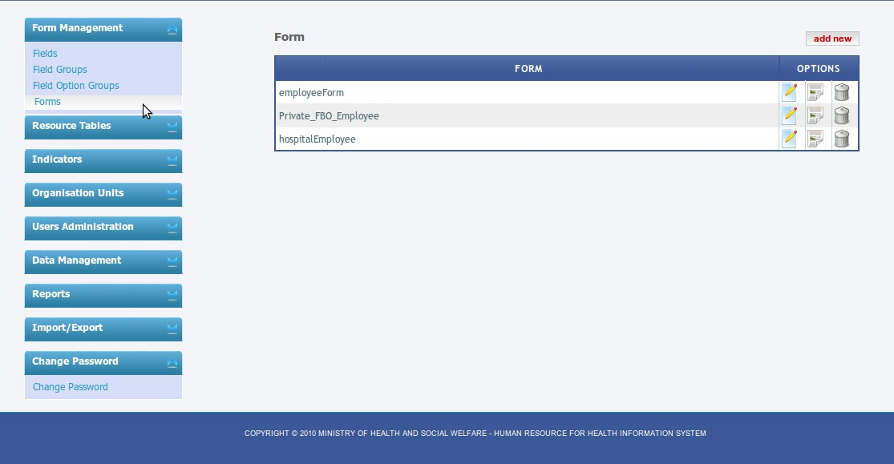 Form Management
Fields
Field Groups
Field Option Groups
Forms
Resource Tables
Indicators
Organisation Units
Users Administration
Data Management
Reports
Import/Export
Change Password
Change Password
Form
add new
FORM OPTIONS
employeeForm
Private_FBO_Employee
hospitalEmployee
COPYRIGHT © 2010 MINISTRY OF HEALTH AND SOCIAL WELFARE - HUMAN RESOURCE FOR HEALTH INFORMATION SYSTEM